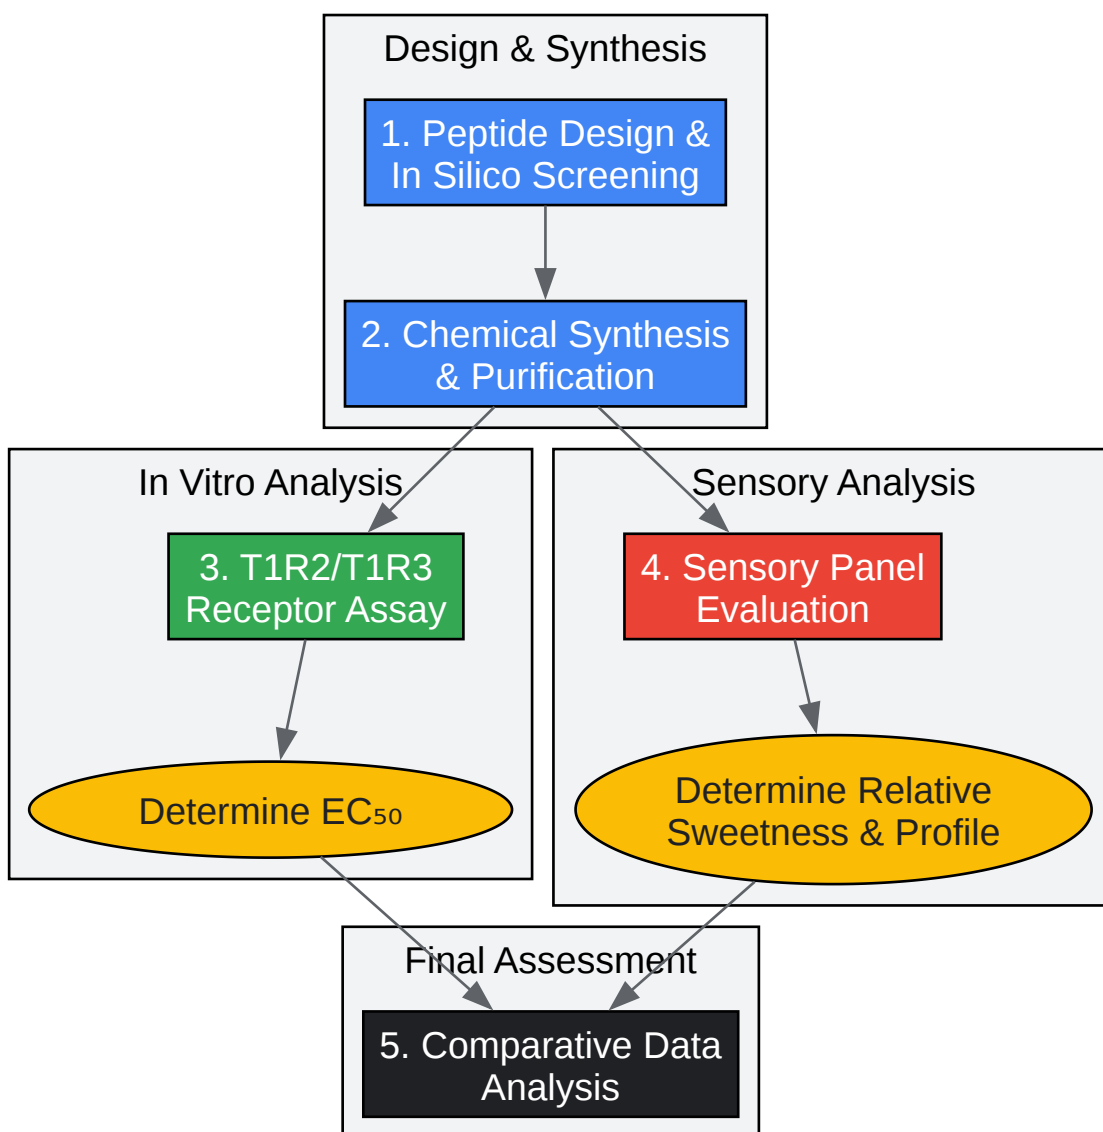 Design & Synthesis
1. Peptide Design &
In Silico Screening
2. Chemical Synthesis
& Purification
In Vitro Analysis
3. T1R2/T1R3
Receptor Assay
Determine EC₅₀
Sensory Analysis
4. Sensory Panel
Evaluation
Determine Relative
Sweetness & Profile
Final Assessment
5. Comparative Data
Analysis